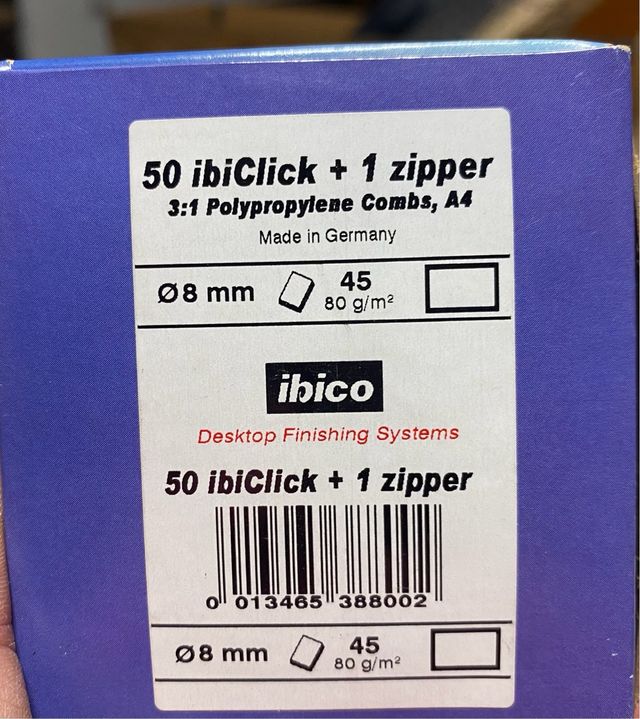 50 ibiClick + 1 zipper
3:1 Polypropylene Combs, A4
Made in Germany
Ø8 mm 45
80 g/m²
ibico
Desktop Finishing Systems
50 ibiClick + 1 zipper
0 013465 388002
Ø8 mm 45
80 g/m²